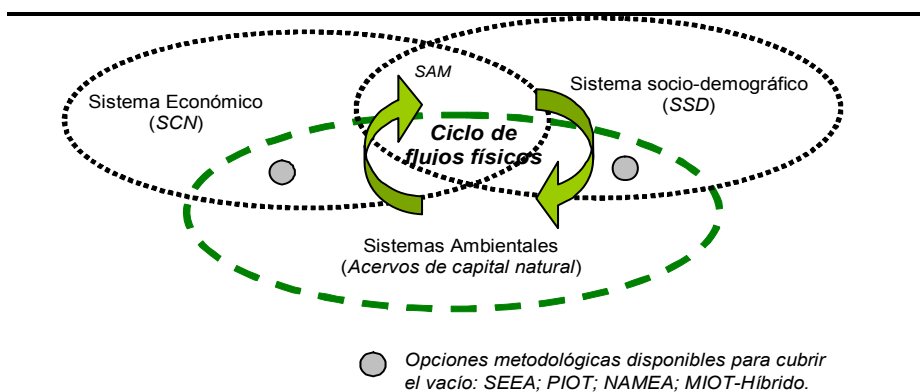 SAM
Sistema Económico
(SCN)
Sistema socio-demográfico
(SSD)
Ciclo de
fluios físicos
Sistemas Ambientales
(Acervos de capital natural)
Opciones metodológicas disponibles para cubrir
el vacío: SEEA; PIOT; NAMEA; MIOT-Híbrido.